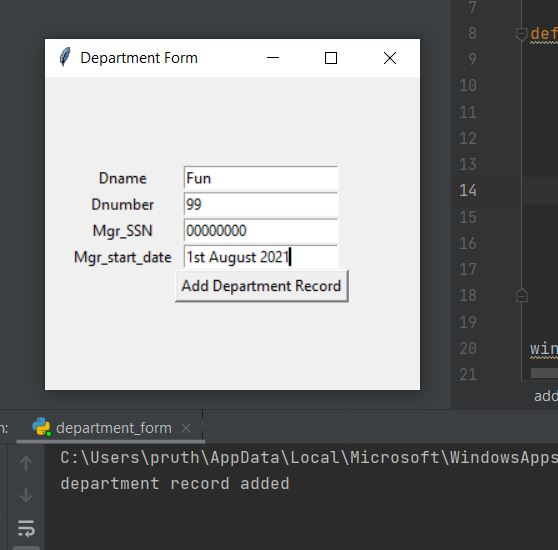 Department Form
Dname Fun
Dnumber 99
Mgr_SSN 00000000
Mgr_start_date 1st August 2021
Add Department Record
7
8 def
9
10
11
12
13
14
15
16
17
18
19
20 win
21
add
n: department_form
C:\Users\pruth\AppData\Local\Microsoft\WindowsApps
department record added